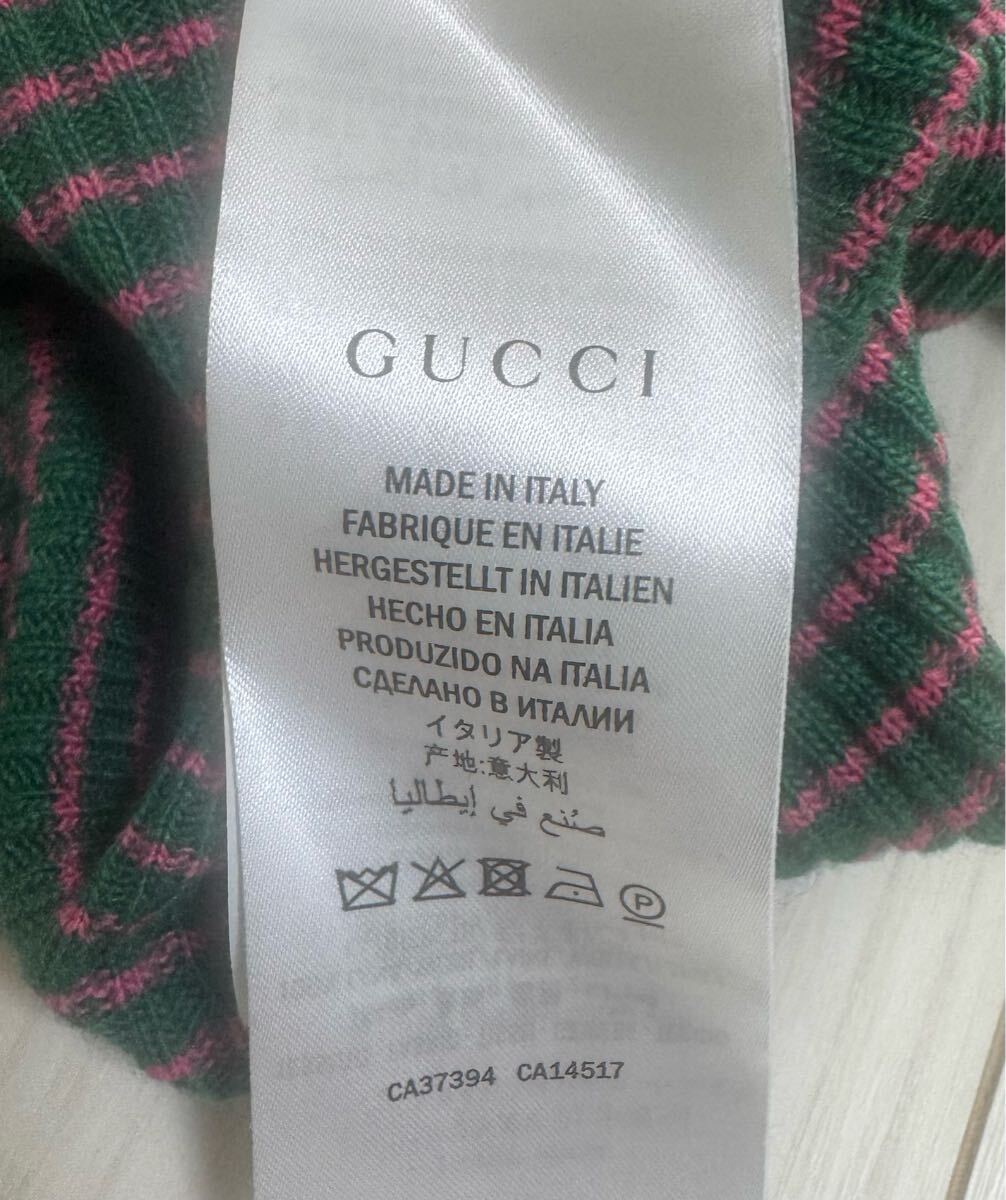 GUCCI
MADE IN ITALY
FABRIQUE EN ITALIE
HERGESTELLT IN ITALIEN
HECHO EN ITALIA
PRODUZIDO NA ITALIA
СДЕЛАНО В ИТАЛИИ
イタリア製
产地:意大利
صُنع في إيطاليا
P
CA37394 CA14517